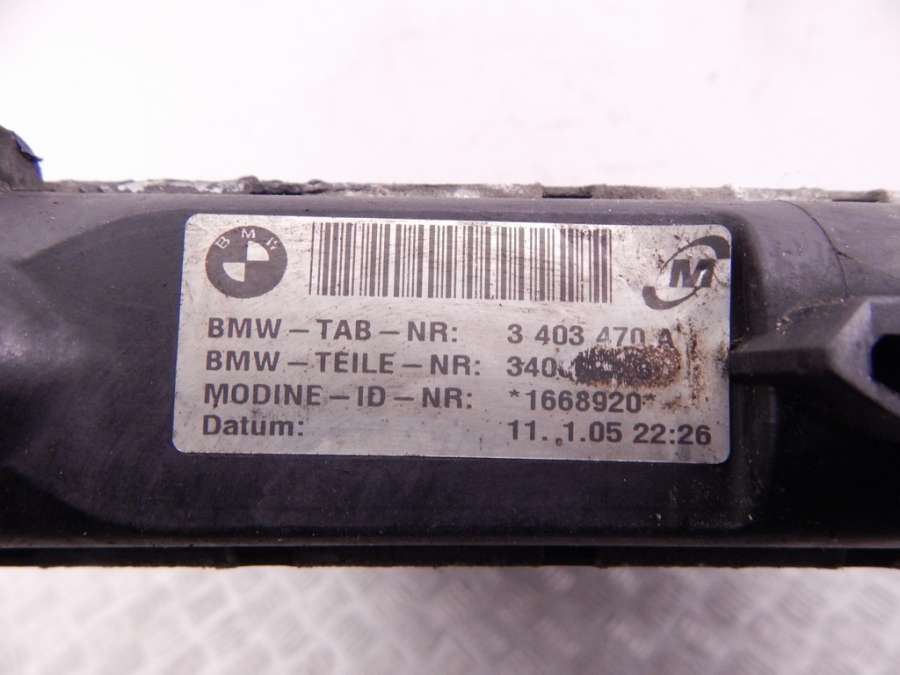 BMW
M
BMW-TAB-NR: 3 403 470 A
BMW-TEILE-NR:
MODINE-ID-NR: *1668920*
Datum: 11. 1.05 22:26